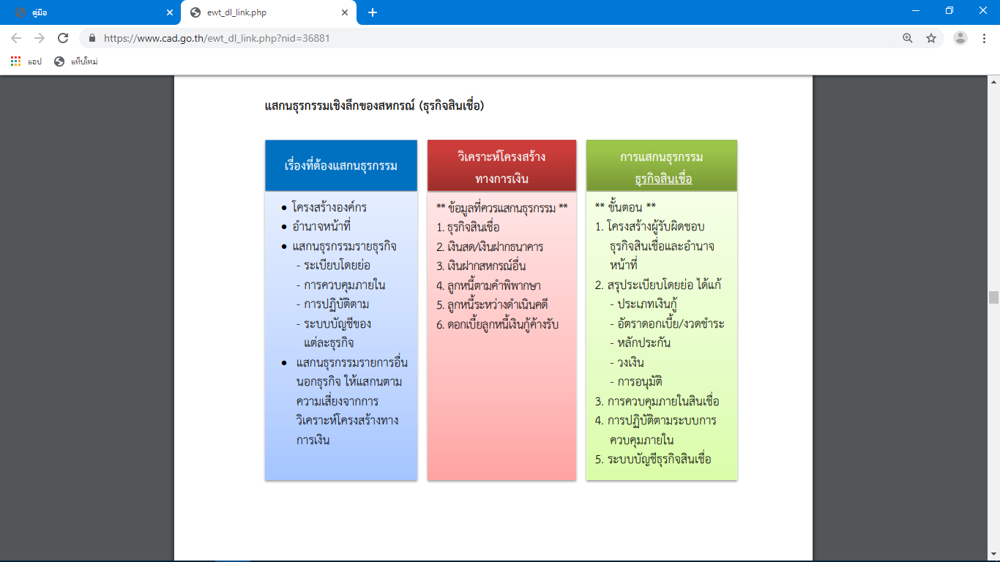 คู่มือ
ewt_dl_link.php
https://www.cad.go.th/ewt_dl_link.php?nid=36881
แอป
แท็บใหม่
แสกนธุรกรรมเชิงลึกของสหกรณ์ (ธุรกิจสินเชื่อ)
เรื่องที่ต้องแสกนธุรกรรม
• โครงสร้างองค์กร
• อำนาจหน้าที่
• แสกนธุรกรรมรายธุรกิจ
- ระเบียบโดยย่อ
- การควบคุมภายใน
- การปฏิบัติตาม
- ระบบบัญชีของ
แต่ละธุรกิจ
• แสกนธุรกรรมรายการอื่น
นอกธุรกิจ ให้แสกนตาม
ความเสี่ยงจากการ
วิเคราะห์โครงสร้างทาง
การเงิน
วิเคราะห์โครงสร้าง
ทางการเงิน
** ข้อมูลที่ควรแสกนธุรกรรม **
1. ธุรกิจสินเชื่อ
2. เงินสด/เงินฝากธนาคาร
3. เงินฝากสหกรณ์อื่น
4. ลูกหนี้ตามคำพิพากษา
5. ลูกหนี้ระหว่างดำเนินคดี
6. ดอกเบี้ยลูกหนี้เงินกู้ค้างรับ
การแสกนธุรกรรม
ธุรกิจสินเชื่อ
** ขั้นตอน **
1. โครงสร้างผู้รับผิดชอบ
ธุรกิจสินเชื่อและอำนาจ
หน้าที่
2. สรุประเบียบโดยย่อ ได้แก้
- ประเภทเงินกู้
- อัตราดอกเบี้ย/งวดชำระ
- หลักประกัน
- วงเงิน
- การอนุมัติ
3. การควบคุมภายในสินเชื่อ
4. การปฏิบัติตามระบบการ
ควบคุมภายใน
5. ระบบบัญชีธุรกิจสินเชื่อ